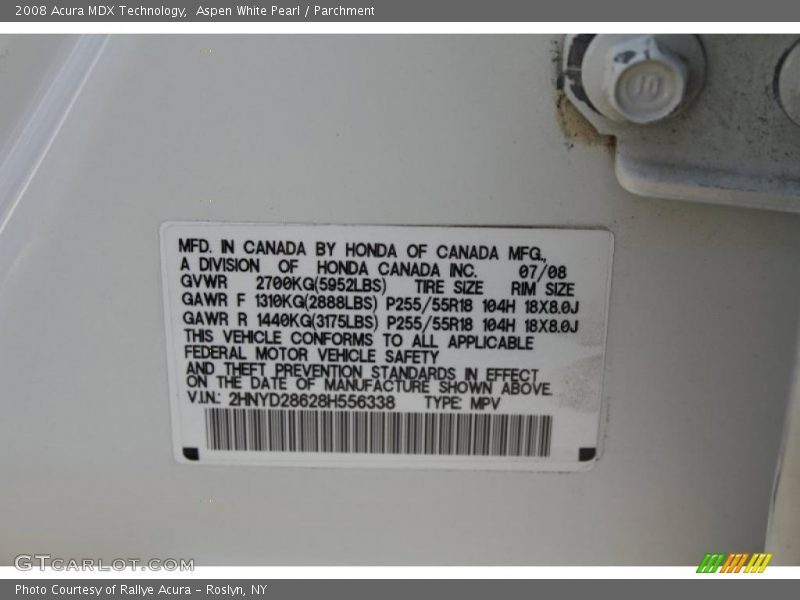 2008 Acura MDX Technology,  Aspen White Pearl / Parchment
10
MFD. IN CANADA BY HONDA OF CANADA MFG.,
A DIVISION OF HONDA CANADA INC. 07/08
GVWR 2700KG(5952LBS) TIRE SIZE RIM SIZE
GAWR F 1310KG(2888LBS) P255/55R18 104H 18X8.0J
GAWR R 1440KG(3175LBS) P255/55R18 104H 18X8.0J
THIS VEHICLE CONFORMS TO ALL APPLICABLE
FEDERAL MOTOR VEHICLE SAFETY
AND THEFT PREVENTION STANDARDS IN EFFECT
ON THE DATE OF MANUFACTURE SHOWN ABOVE.
V.I.N.: 2HNYD28628H556338 TYPE: MPV
GTCARLOT.COM
Photo Courtesy of Rallye Acura – Roslyn, NY